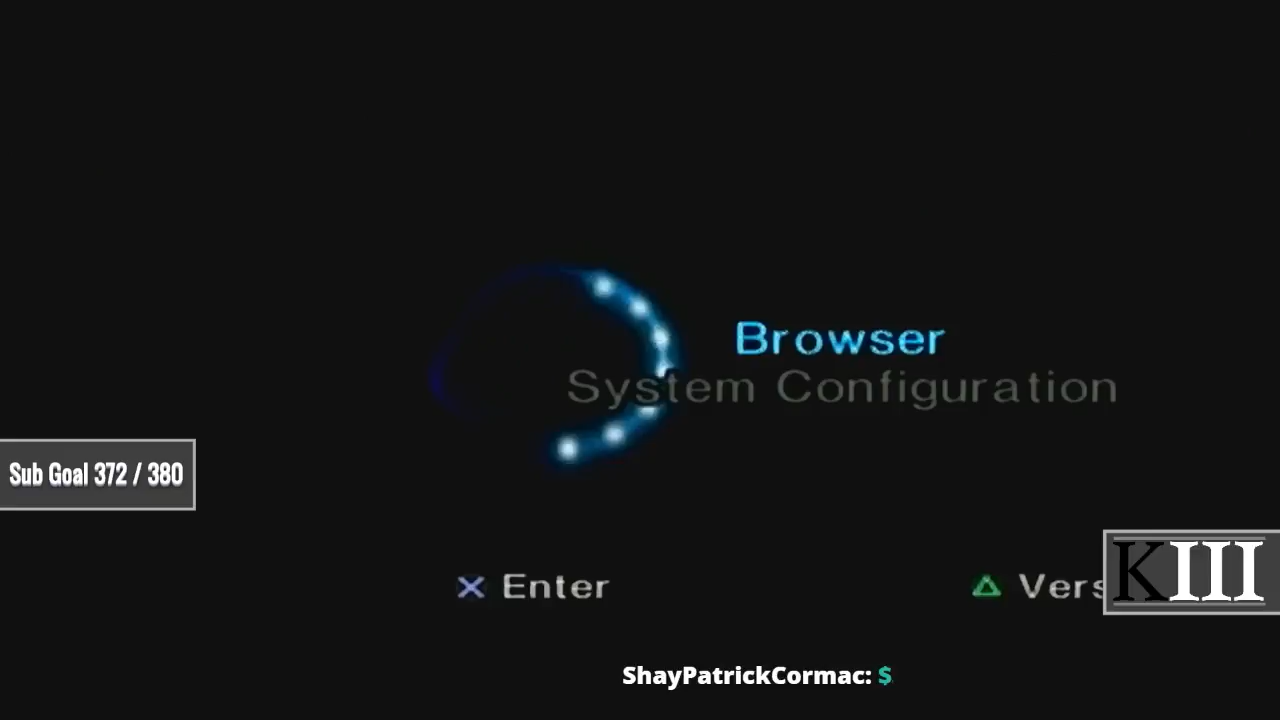 Browser
System Configuration
Sub Goal 372 / 380
Enter
Vers
KIII
ShayPatrickCormac: $